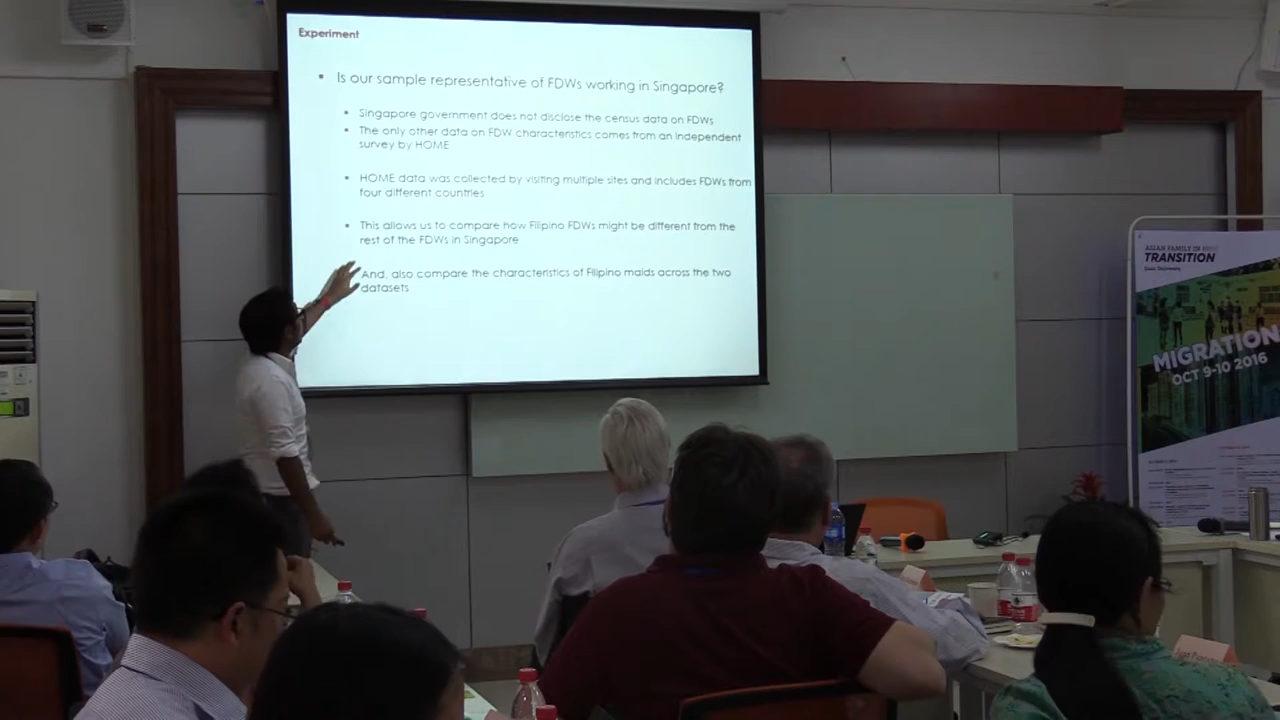 Experiment
Is our sample representative of FDWs working in Singapore?
Singapore government does not disclose the census data on FDWs
The only other data on FDW characteristics comes from an independent
survey by HOME
HOME data was collected by visiting multiple sites and includes FDWs from
four different countries
This allows us to compare how Filipino FDWs might be different from the
rest of the FDWs in Singapore
And, also compare the characteristics of Filipino maids across the two
datasets
ASIAN FAMILY IN
TRANSITION
MIGRATION
OCT 9-10 2016
Juan